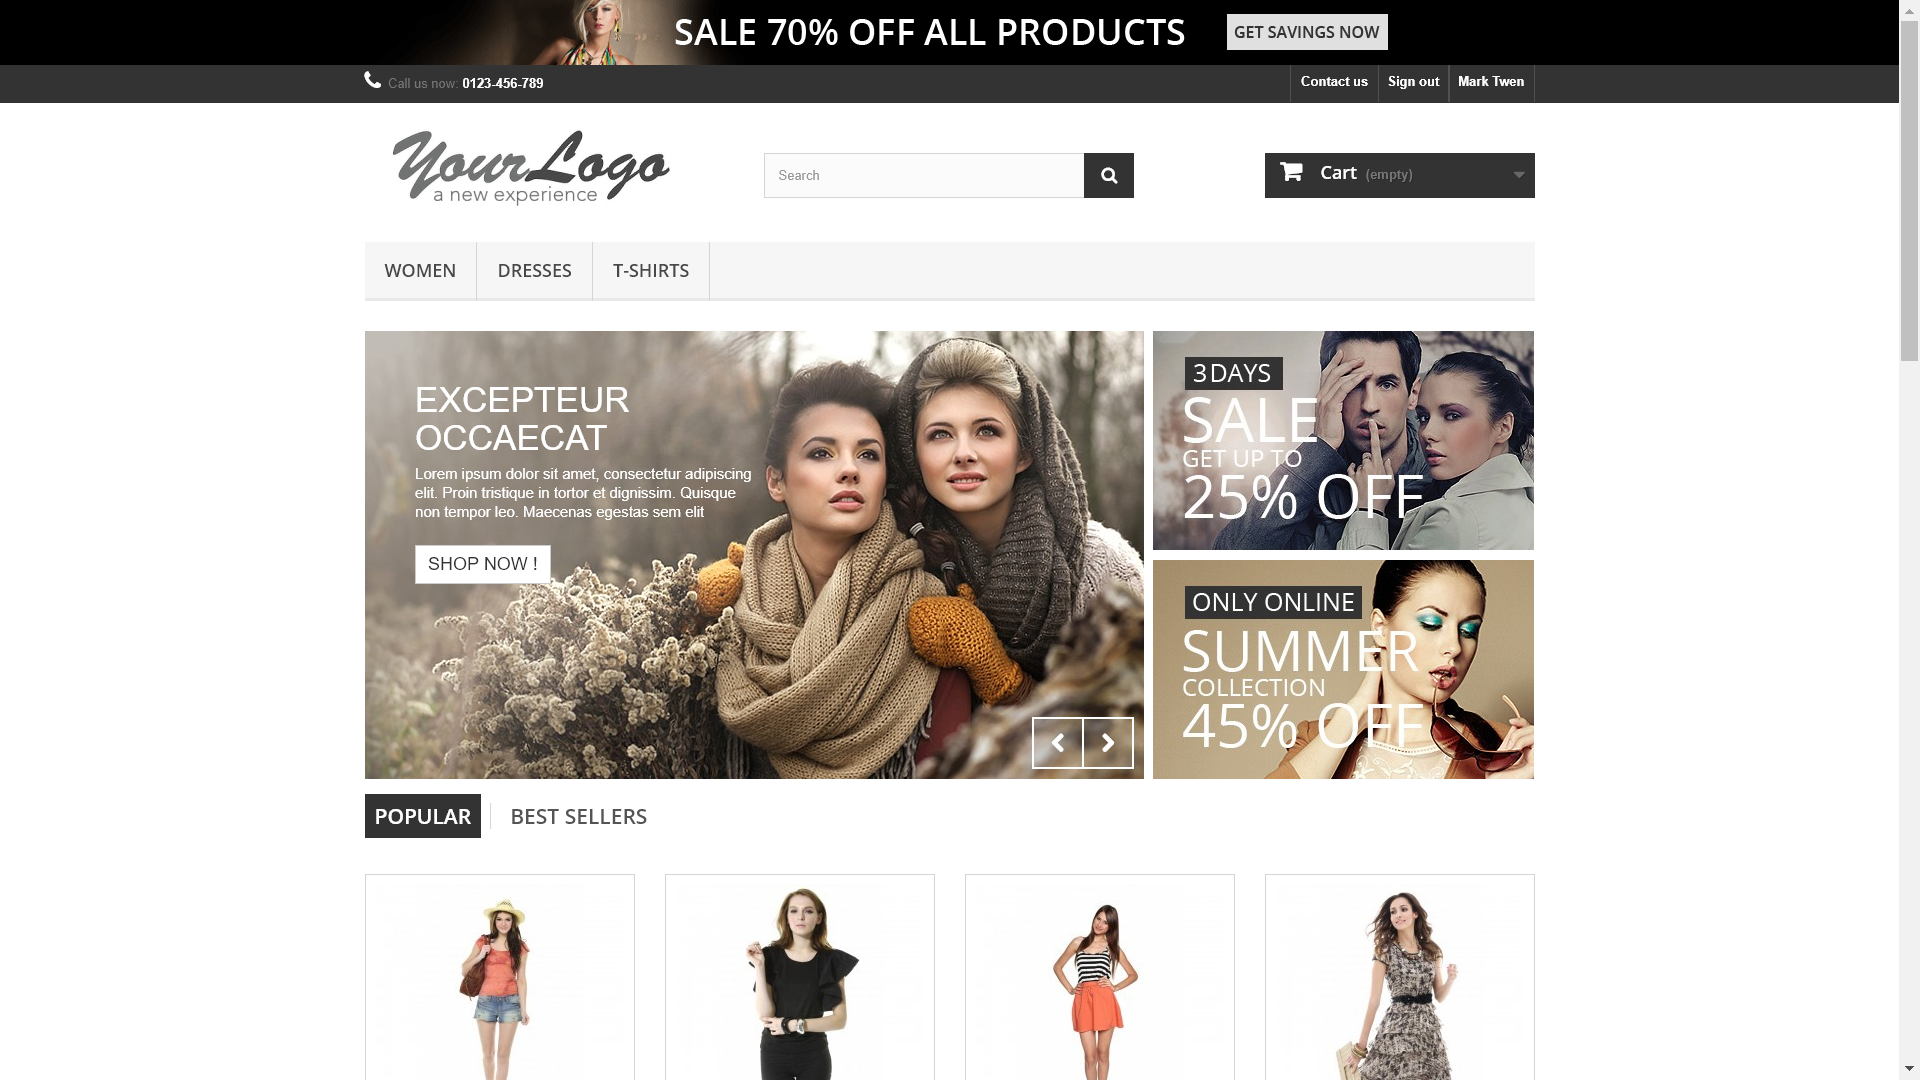 SALE 70% OFF ALL PRODUCTS
GET SAVINGS NOW
Call us now: 0123-456-789
Contact us
Sign out
Mark Twen
YourLogo
a new experience
Search
Cart (empty)
WOMEN
DRESSES
T-SHIRTS
EXCEPTEUR
OCCAECAT
Lorem ipsum dolor sit amet, consectetur adipiscing
elit. Proin tristique in tortor et dignissim. Quisque
non tempor leo. Maecenas egestas sem elit
SHOP NOW !
3DAYS
SALE
GET UP TO
25% OFF
ONLY ONLINE
SUMMER
COLLECTION
45% OFF
POPULAR
BEST SELLERS